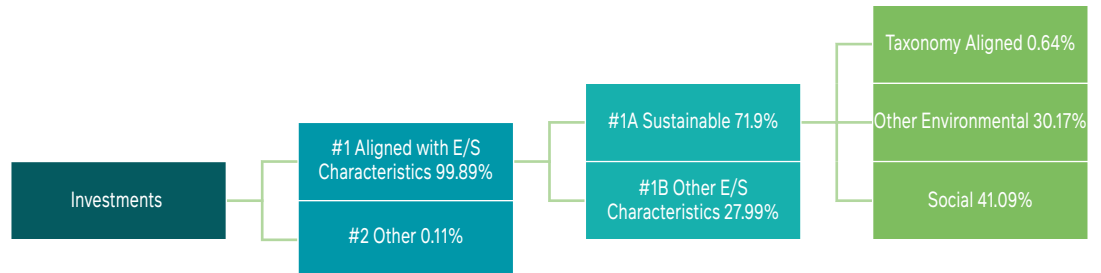 Investments
#1 Aligned with E/S
Characteristics 99.89%
#2 Other 0.11%
#1A Sustainable 71.9%
#1B Other E/S
Characteristics 27.99%
Taxonomy Aligned 0.64%
Other Environmental 30.17%
Social 41.09%